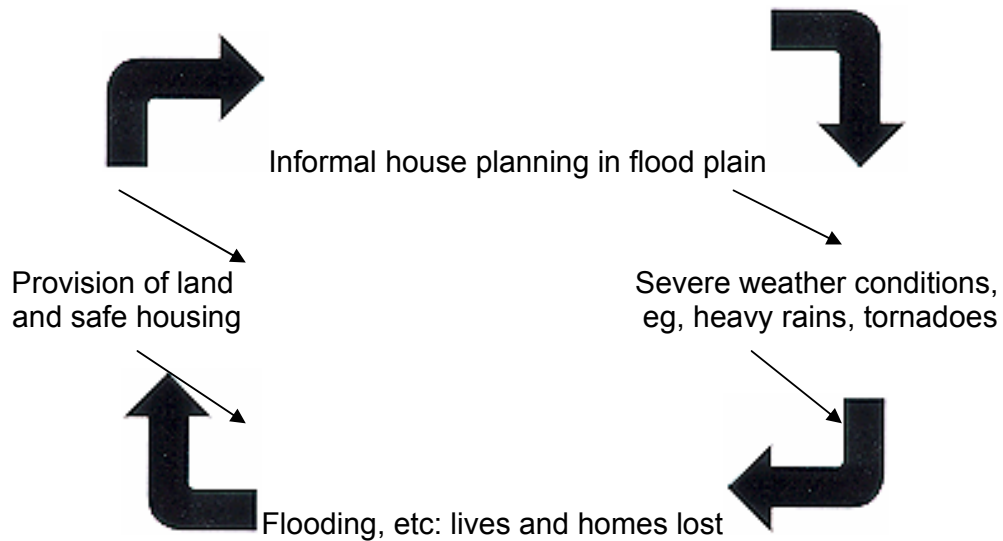 Informal house planning in flood plain
Provision of land
and safe housing
Severe weather conditions,
eg, heavy rains, tornadoes
Flooding, etc: lives and homes lost